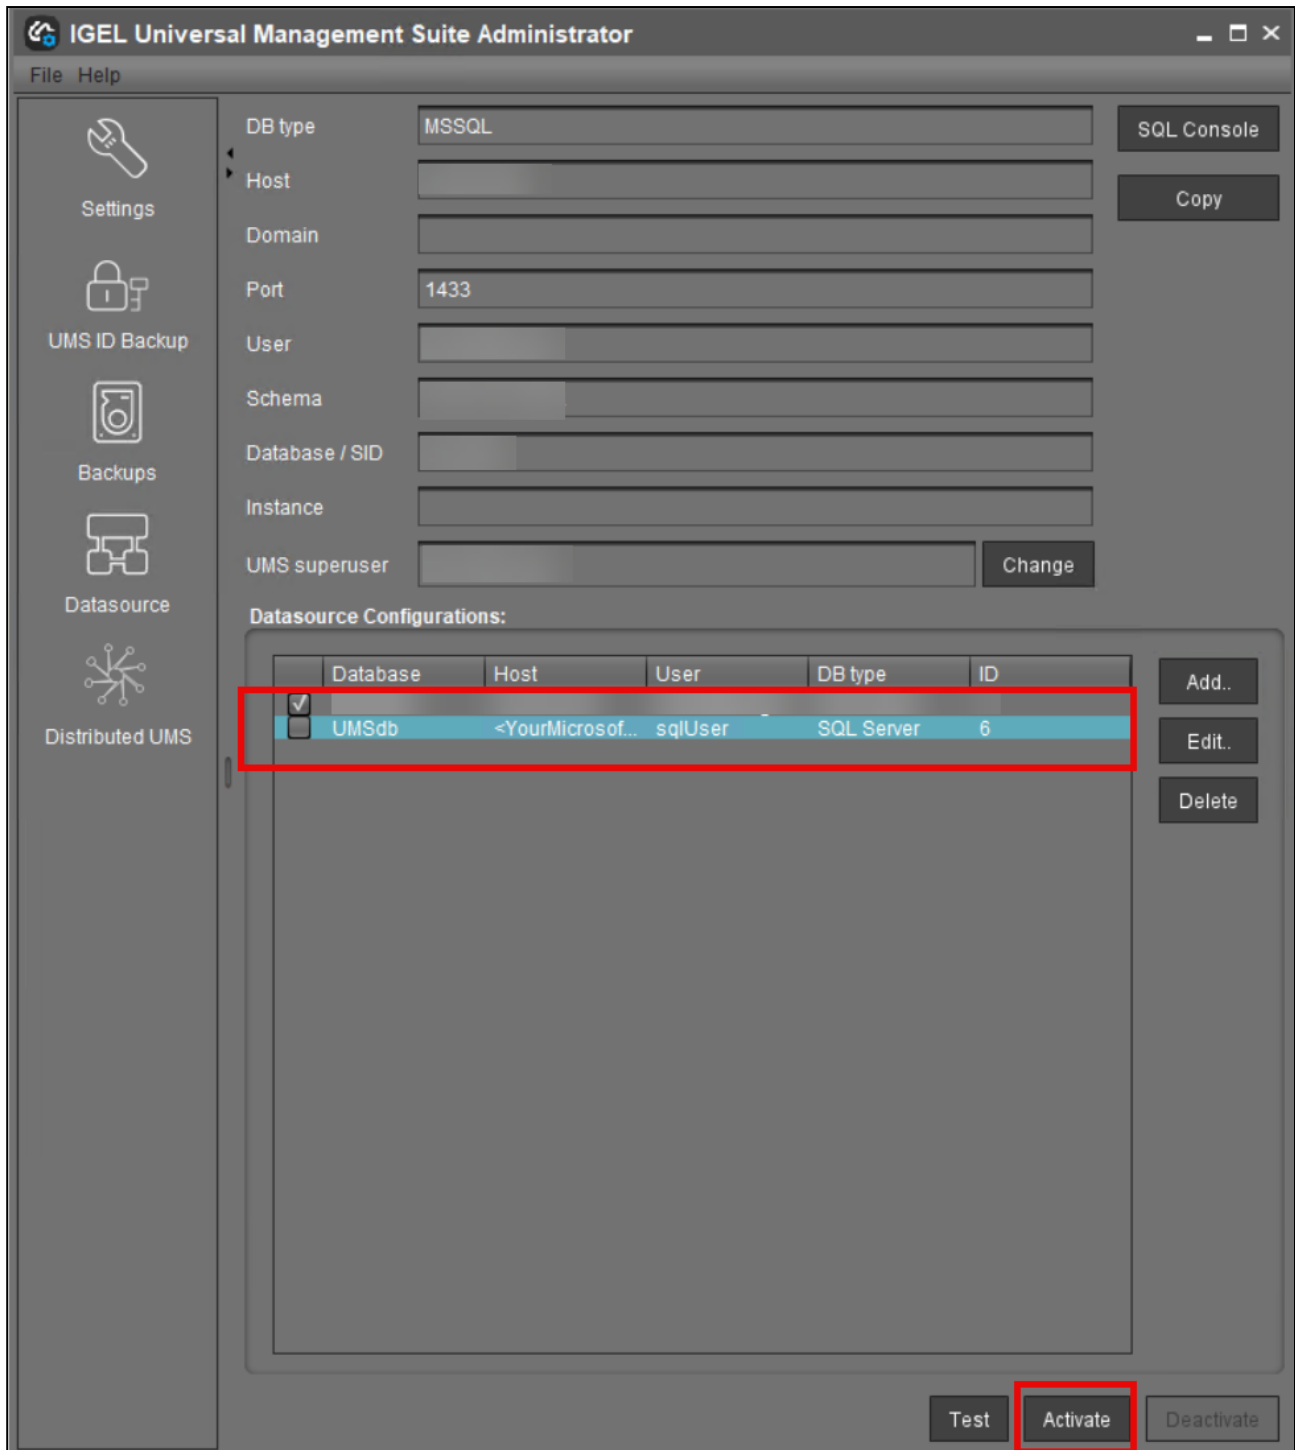 IGEL Universal Management Suite Administrator
File Help
Settings
UMS ID Backup
Backups
Datasource
Distributed UMS
DB type MSSQL
Host
Domain
Port 1433
User
Schema
Database / SID
Instance
UMS superuser Change
SQL Console
Copy
Datasource Configurations:
Database Host User DB type ID
UMSdb <YourMicrosof... sqlUser SQL Server 6
Add..
Edit..
Delete
Test Activate Deactivate